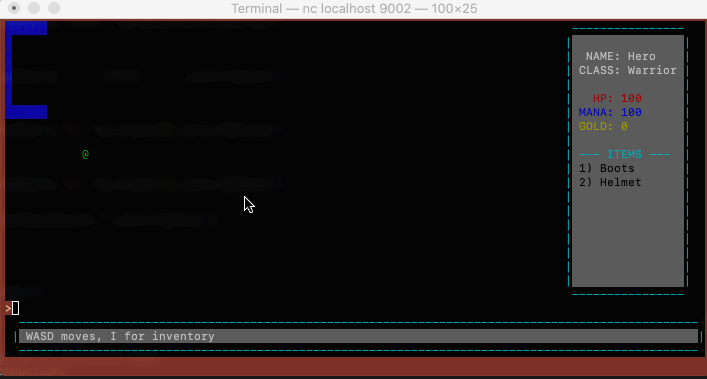 Terminal — nc localhost 9002 — 100×25
NAME: Hero
CLASS: Warrior
HP: 100
MANA: 100
GOLD: 0
@
——— ITEMS ———
1) Boots
2) Helmet
>
WASD moves, I for inventory